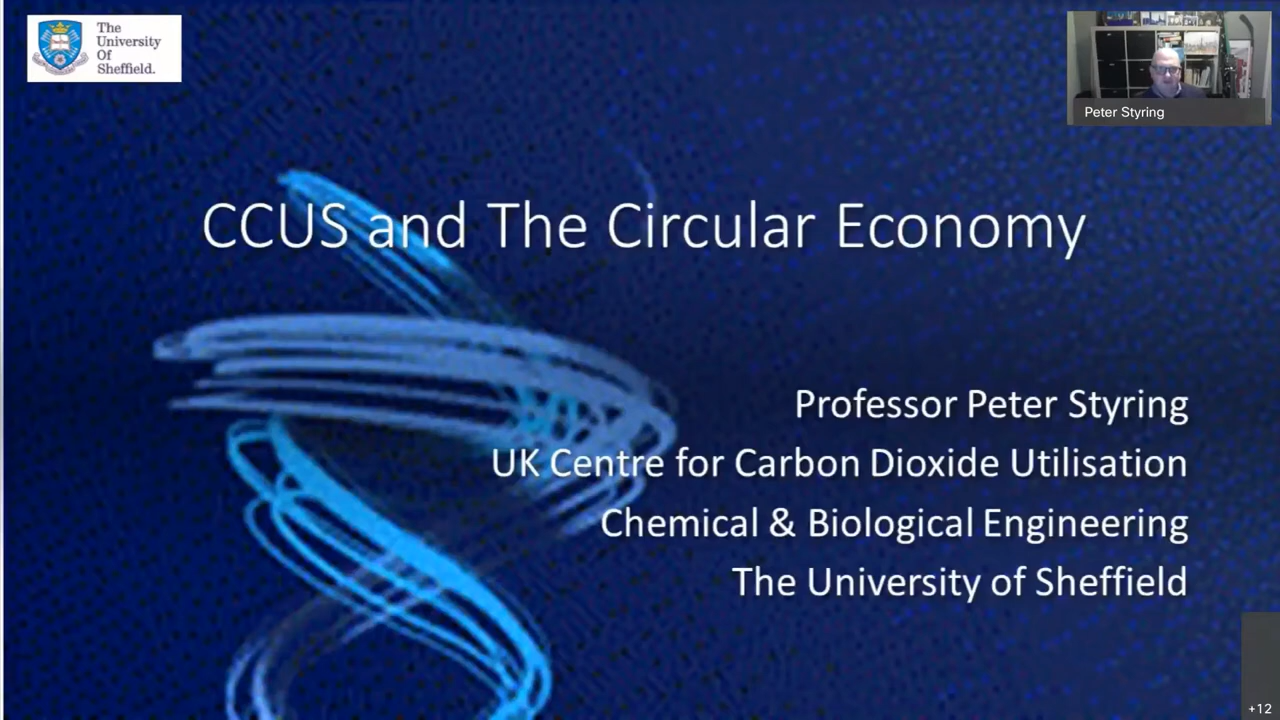 The
University
Of
Sheffield.
Peter Styring
CCUS and The Circular Economy
Professor Peter Styring
UK Centre for Carbon Dioxide Utilisation
Chemical & Biological Engineering
The University of Sheffield
+12